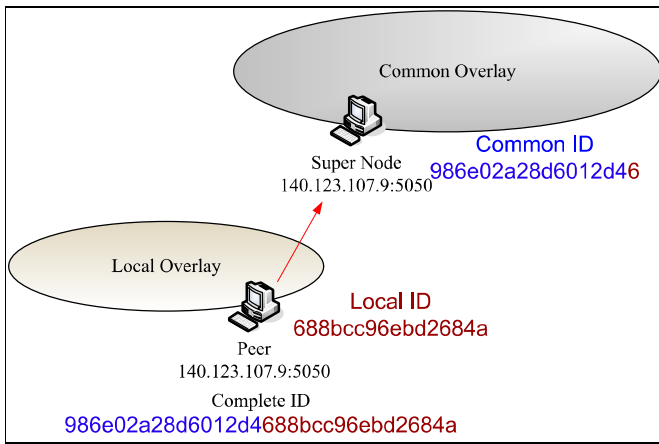 Common Overlay
Common ID
Super Node
986e02a28d6012d46
140.123.107.9:5050
Local Overlay
Local ID
688bcc96ebd2684a
Peer
140.123.107.9:5050
Complete ID
986e02a28d6012d4688bcc96ebd2684a